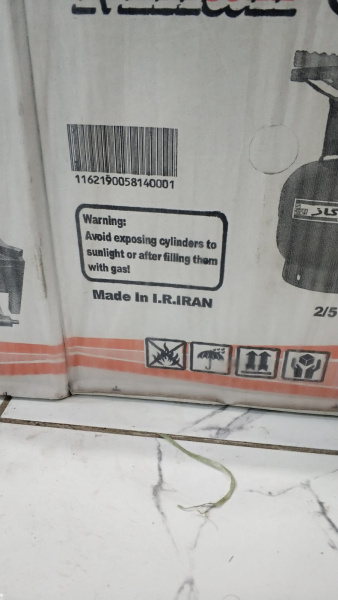 1162190058140001
Warning:
Avoid exposing cylinders to
sunlight or after filling them
with gas!
Made In I.R.IRAN
2/5